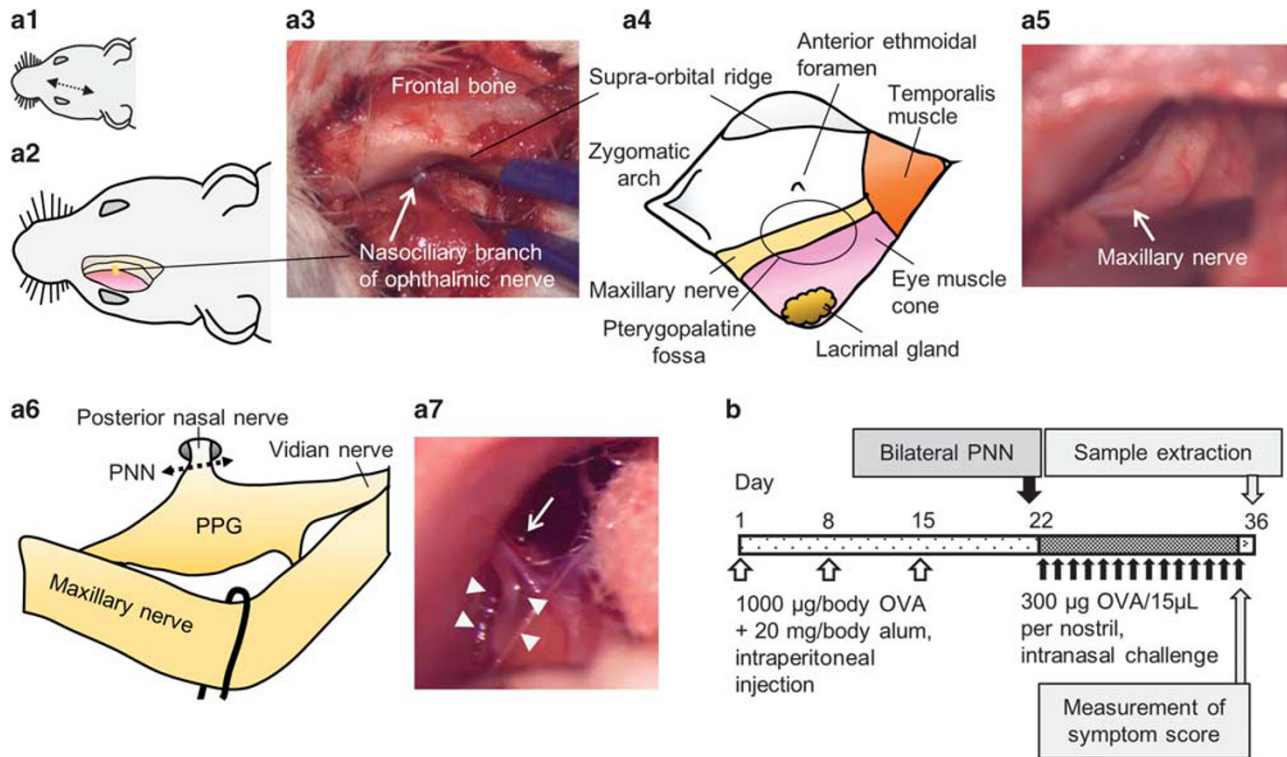 a1
a2
a3
Frontal bone
Nasociliary branch
of ophthalmic nerve
Supra-orbital ridge
a4
Anterior ethmoidal
foramen
Temporalis
muscle
Zygomatic
arch
Maxillary nerve
Pterygopalatine
fossa
Eye muscle
cone
Lacrimal gland
a5
Maxillary nerve
a6
Posterior nasal nerve
PNN
Vidian nerve
PPG
Maxillary nerve
a7
b
Bilateral PNN
Sample extraction
Day
1 8 15 22 36
1000 µg/body OVA
+ 20 mg/body alum,
intraperitoneal
injection
300 µg OVA/15µL
per nostril,
intranasal challenge
Measurement of
symptom score